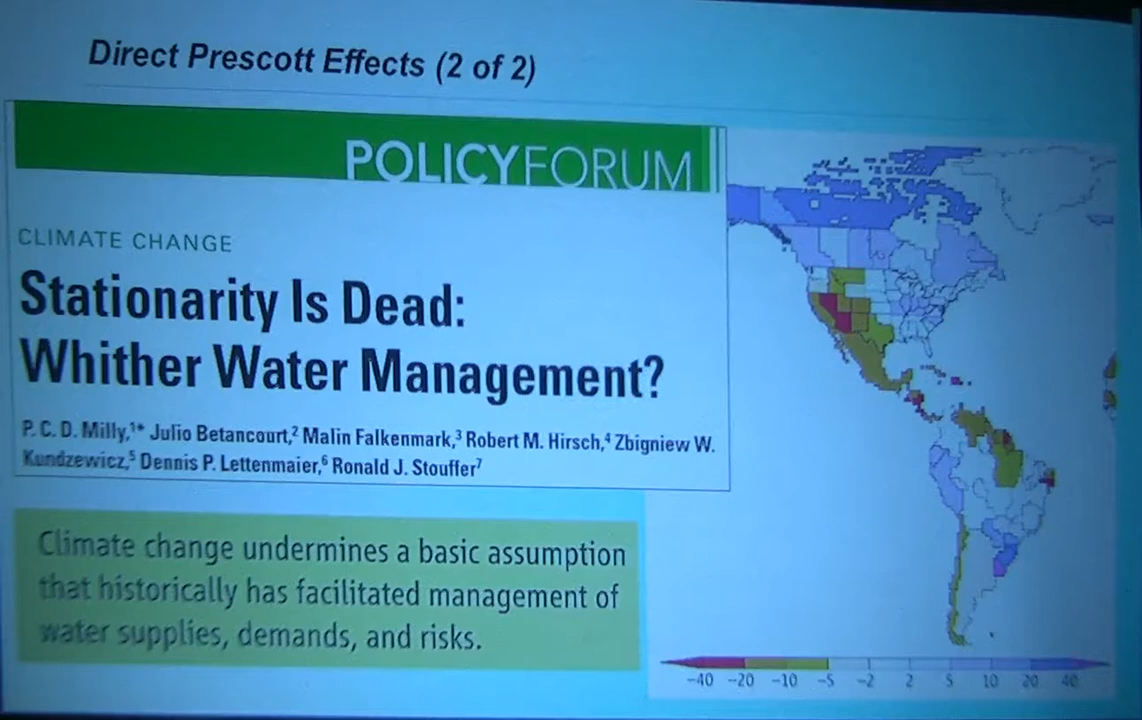 Direct Prescott Effects (2 of 2)
POLICYFORUM
CLIMATE CHANGE
Stationarity Is Dead:
Whither Water Management?
P. C. D. Milly,¹* Julio Betancourt,² Malin Falkenmark,³ Robert M. Hirsch,⁴ Zbigniew W.
Kundzewicz,⁵ Dennis P. Lettenmaier,⁶ Ronald J. Stouffer⁷
Climate change undermines a basic assumption
that historically has facilitated management of
water supplies, demands, and risks.
−40 −20 −10 −5 −2 2 5 10 20 40